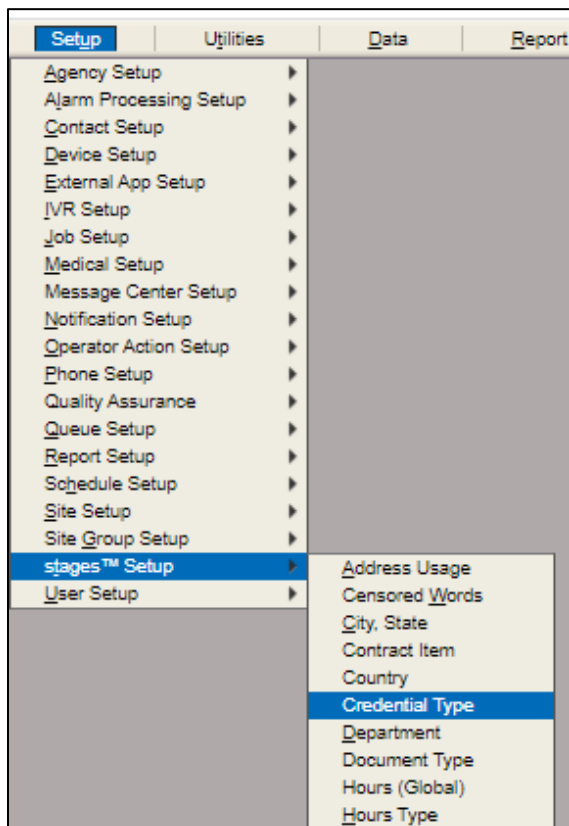 Setup Utilities Data Report
Agency Setup
Alarm Processing Setup
Contact Setup
Device Setup
External App Setup
IVR Setup
Job Setup
Medical Setup
Message Center Setup
Notification Setup
Operator Action Setup
Phone Setup
Quality Assurance
Queue Setup
Report Setup
Schedule Setup
Site Setup
Site Group Setup
stages™ Setup
User Setup
Address Usage
Censored Words
City, State
Contract Item
Country
Credential Type
Department
Document Type
Hours (Global)
Hours Type